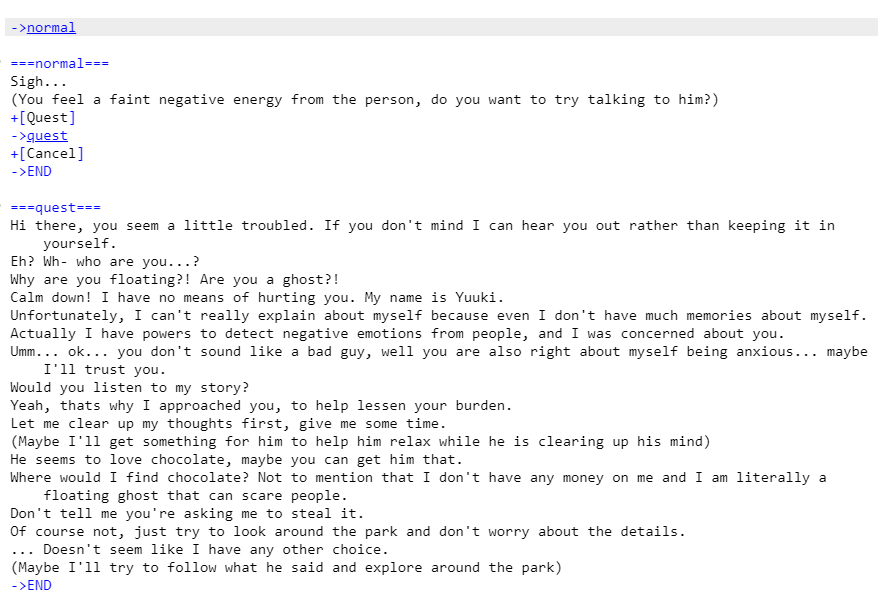 ->normal
===normal===
Sigh...
(You feel a faint negative energy from the person, do you want to try talking to him?)
+[Quest]
->quest
+[Cancel]
->END
===quest===
Hi there, you seem a little troubled. If you don't mind I can hear you out rather than keeping it in
yourself.
Eh? Wh- who are you...?
Why are you floating?! Are you a ghost?!
Calm down! I have no means of hurting you. My name is Yuuki.
Unfortunately, I can't really explain about myself because even I don't have much memories about myself.
Actually I have powers to detect negative emotions from people, and I was concerned about you.
Umm... ok... you don't sound like a bad guy, well you are also right about myself being anxious... maybe
I'll trust you.
Would you listen to my story?
Yeah, thats why I approached you, to help lessen your burden.
Let me clear up my thoughts first, give me some time.
(Maybe I'll get something for him to help him relax while he is clearing up his mind)
He seems to love chocolate, maybe you can get him that.
Where would I find chocolate? Not to mention that I don't have any money on me and I am literally a
floating ghost that can scare people.
Don't tell me you're asking me to steal it.
Of course not, just try to look around the park and don't worry about the details.
... Doesn't seem like I have any other choice.
(Maybe I'll try to follow what he said and explore around the park)
->END